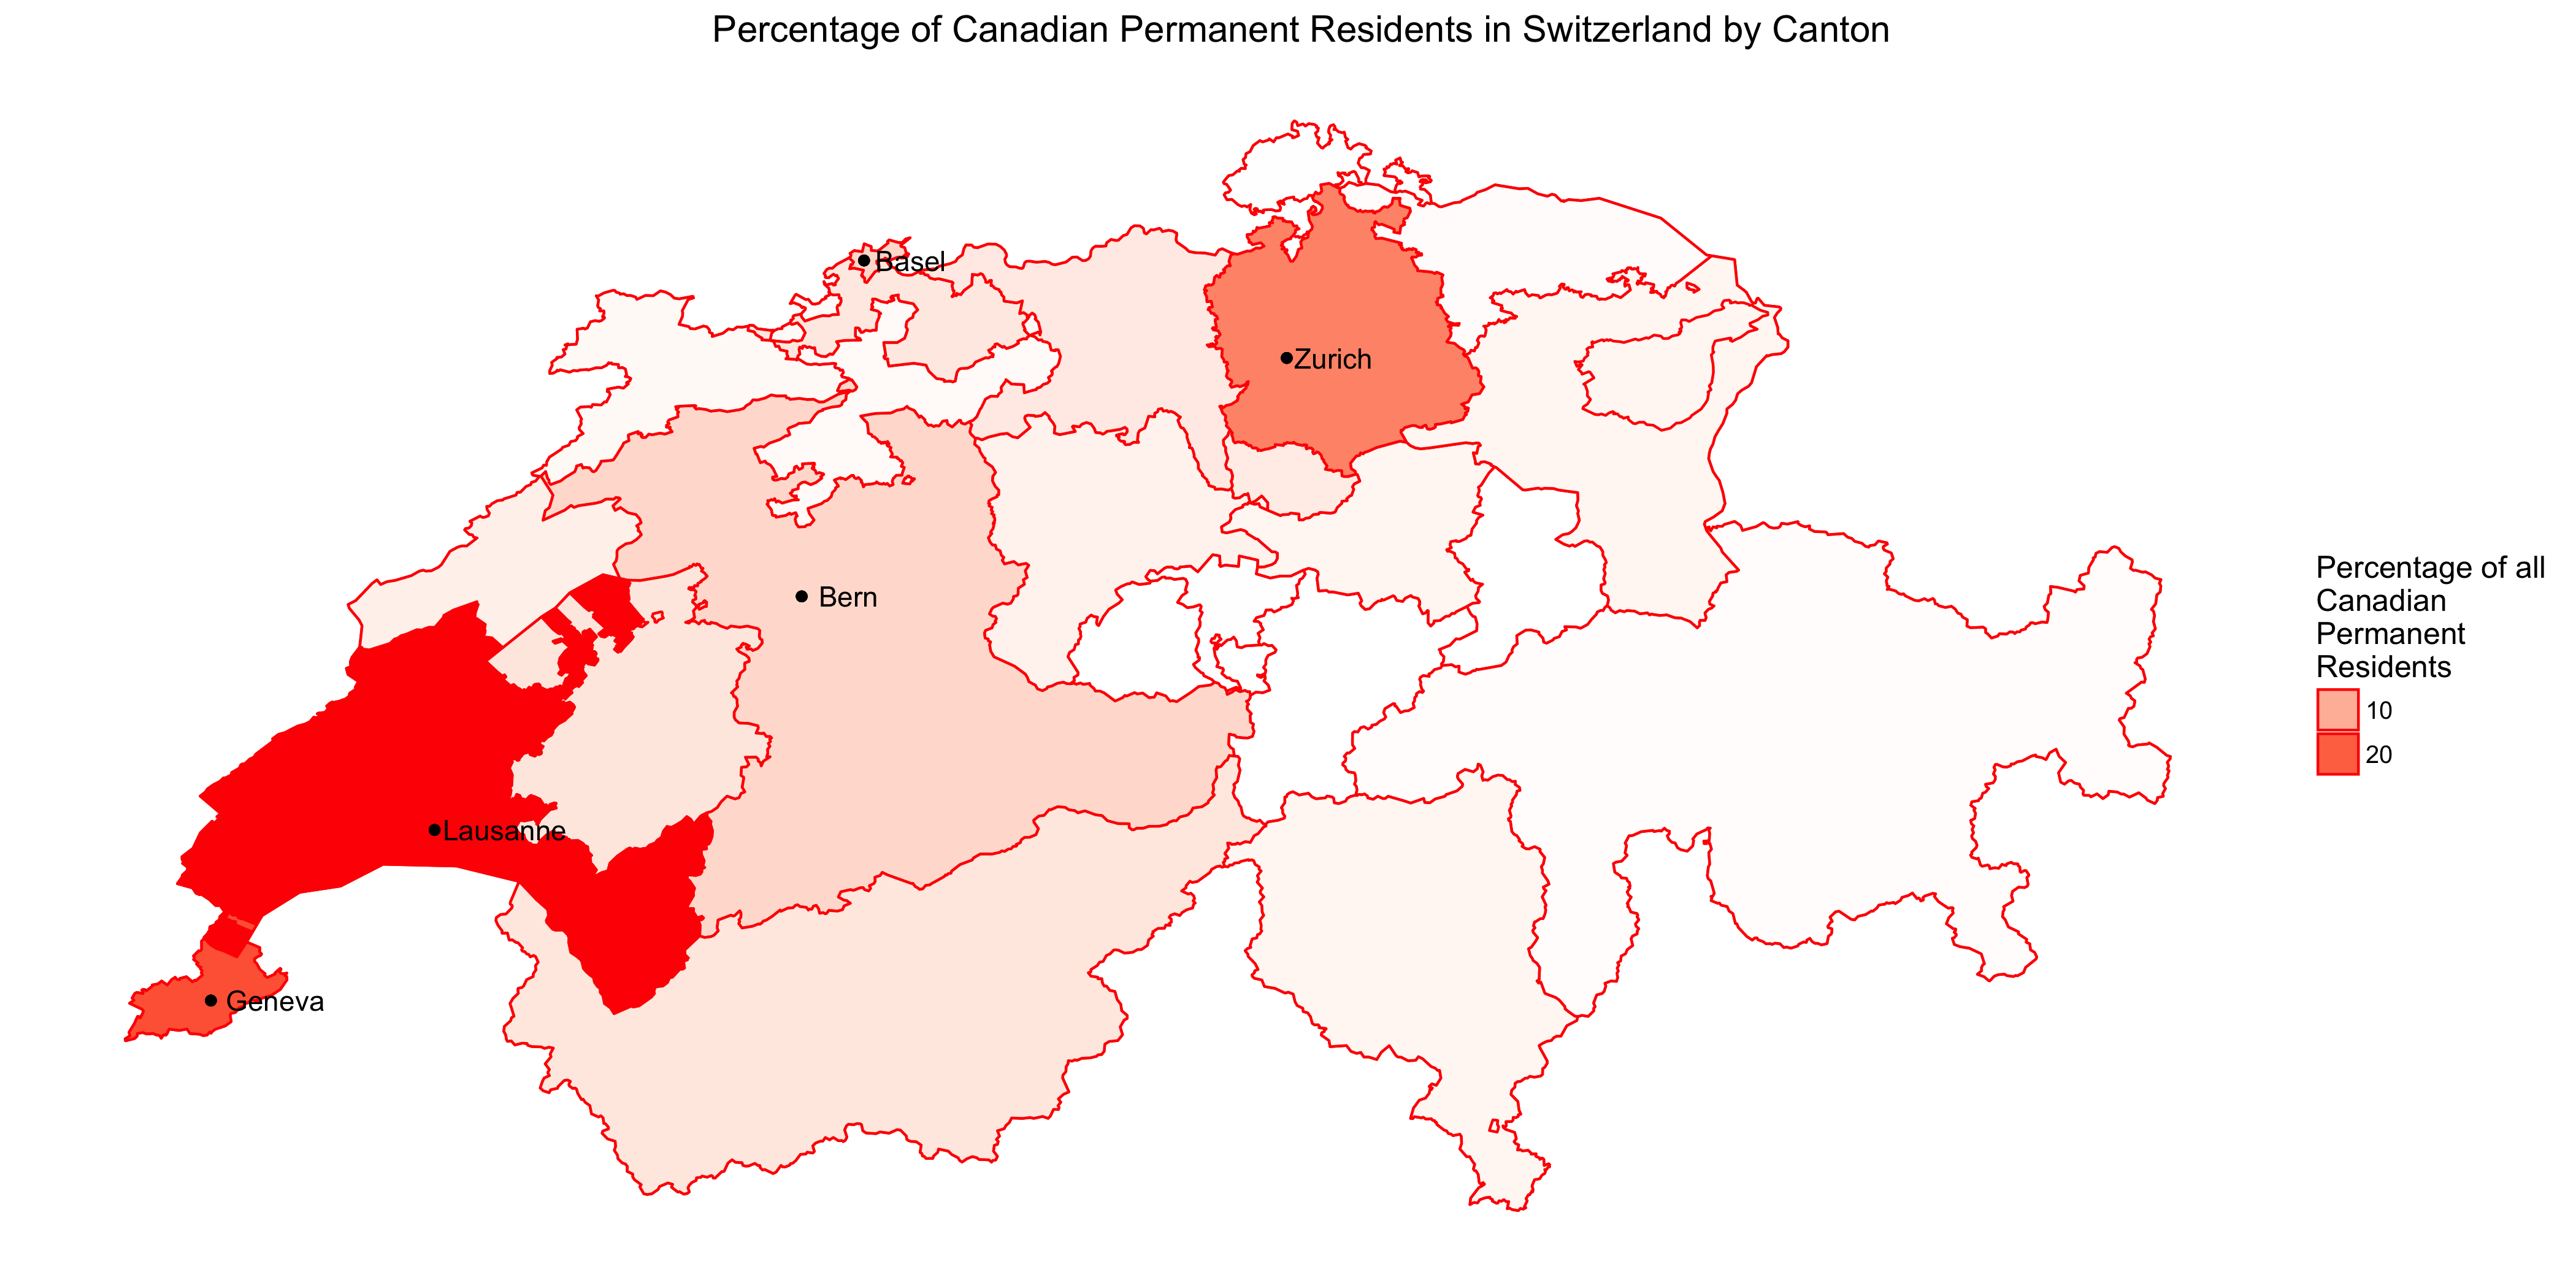 Percentage of Canadian Permanent Residents in Switzerland by Canton
Basel
Zurich
Bern
Lausanne
Geneva
Percentage of all
Canadian
Permanent
Residents
10
20